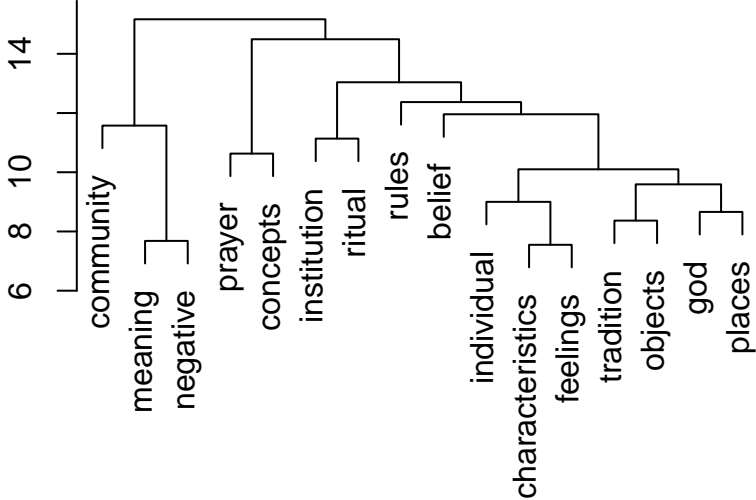 14
10
8
6
community
meaning
negative
prayer
concepts
institution
ritual
rules
belief
individual
characteristics
feelings
tradition
objects
god
places